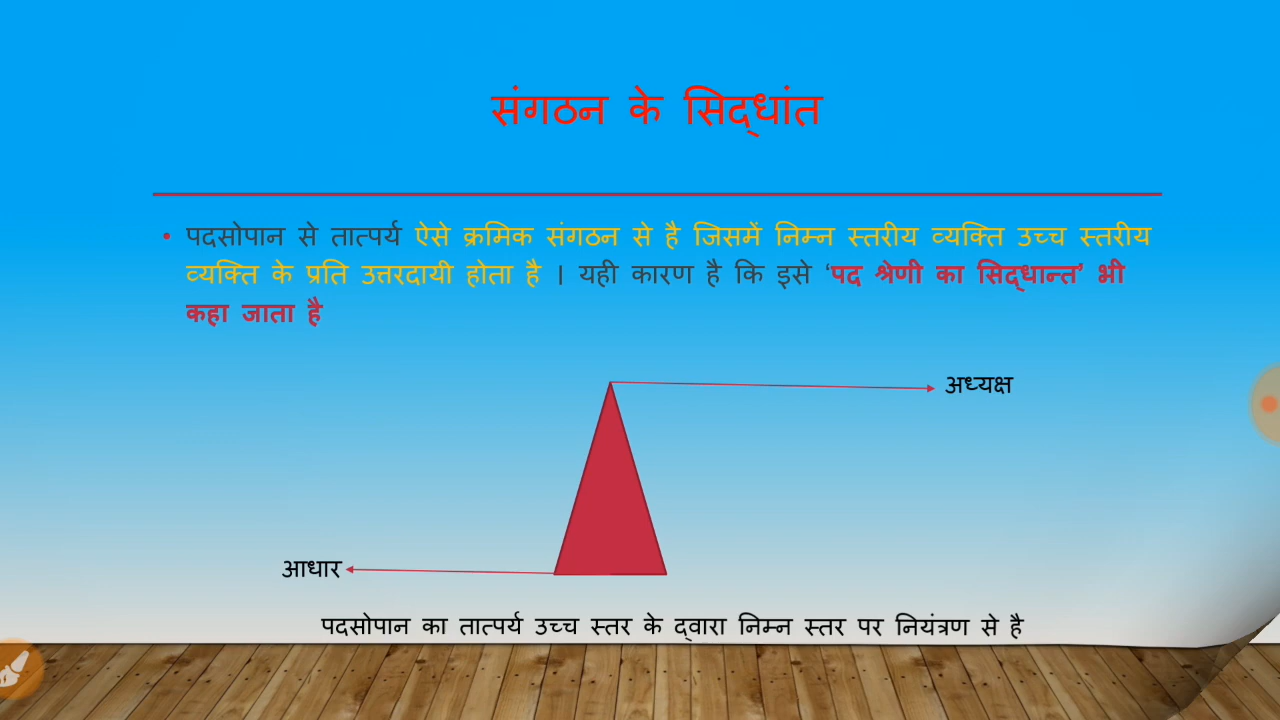 संगठन के सिद्धांत
• पदसोपान से तात्पर्य ऐसे क्रमिक संगठन से है जिसमें निम्न स्तरीय व्यक्ति उच्च स्तरीय
व्यक्ति के प्रति उत्तरदायी होता है । यही कारण है कि इसे ‘पद श्रेणी का सिद्धान्त’ भी
कहा जाता है
अध्यक्ष
आधार
पदसोपान का तात्पर्य उच्च स्तर के द्वारा निम्न स्तर पर नियंत्रण से है